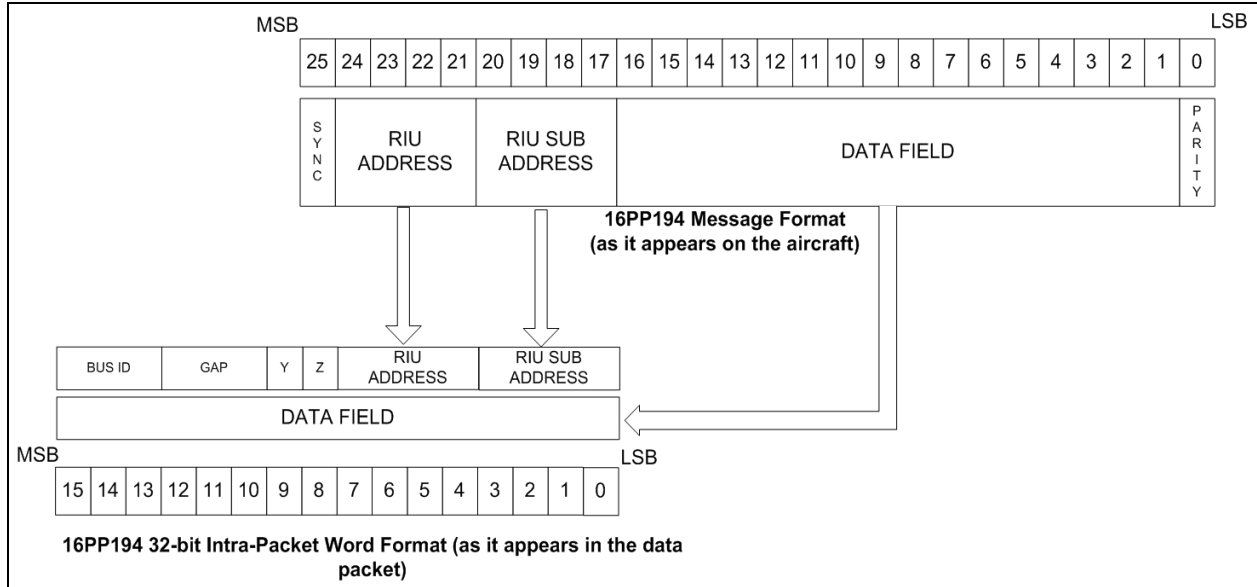 MSB LSB
25 24 23 22 21 20 19 18 17 16 15 14 13 12 11 10 9 8 7 6 5 4 3 2 1 0
SYNC
RIU
ADDRESS
RIU SUB
ADDRESS
DATA FIELD
PARITY
16PP194 Message Format
(as it appears on the aircraft)
BUS ID
GAP
Y
Z
RIU
ADDRESS
RIU SUB
ADDRESS
DATA FIELD
MSB LSB
15 14 13 12 11 10 9 8 7 6 5 4 3 2 1 0
16PP194 32-bit Intra-Packet Word Format (as it appears in the data
packet)